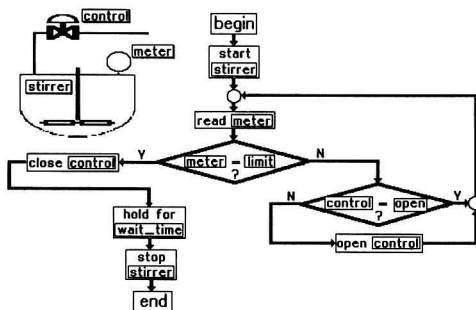 control
meter
stirrer
begin
start
stirrer
read meter
meter = limit
?
Y
N
close control
control = open
?
N
Y
open control
hold for
wait_time
stop
stirrer
end